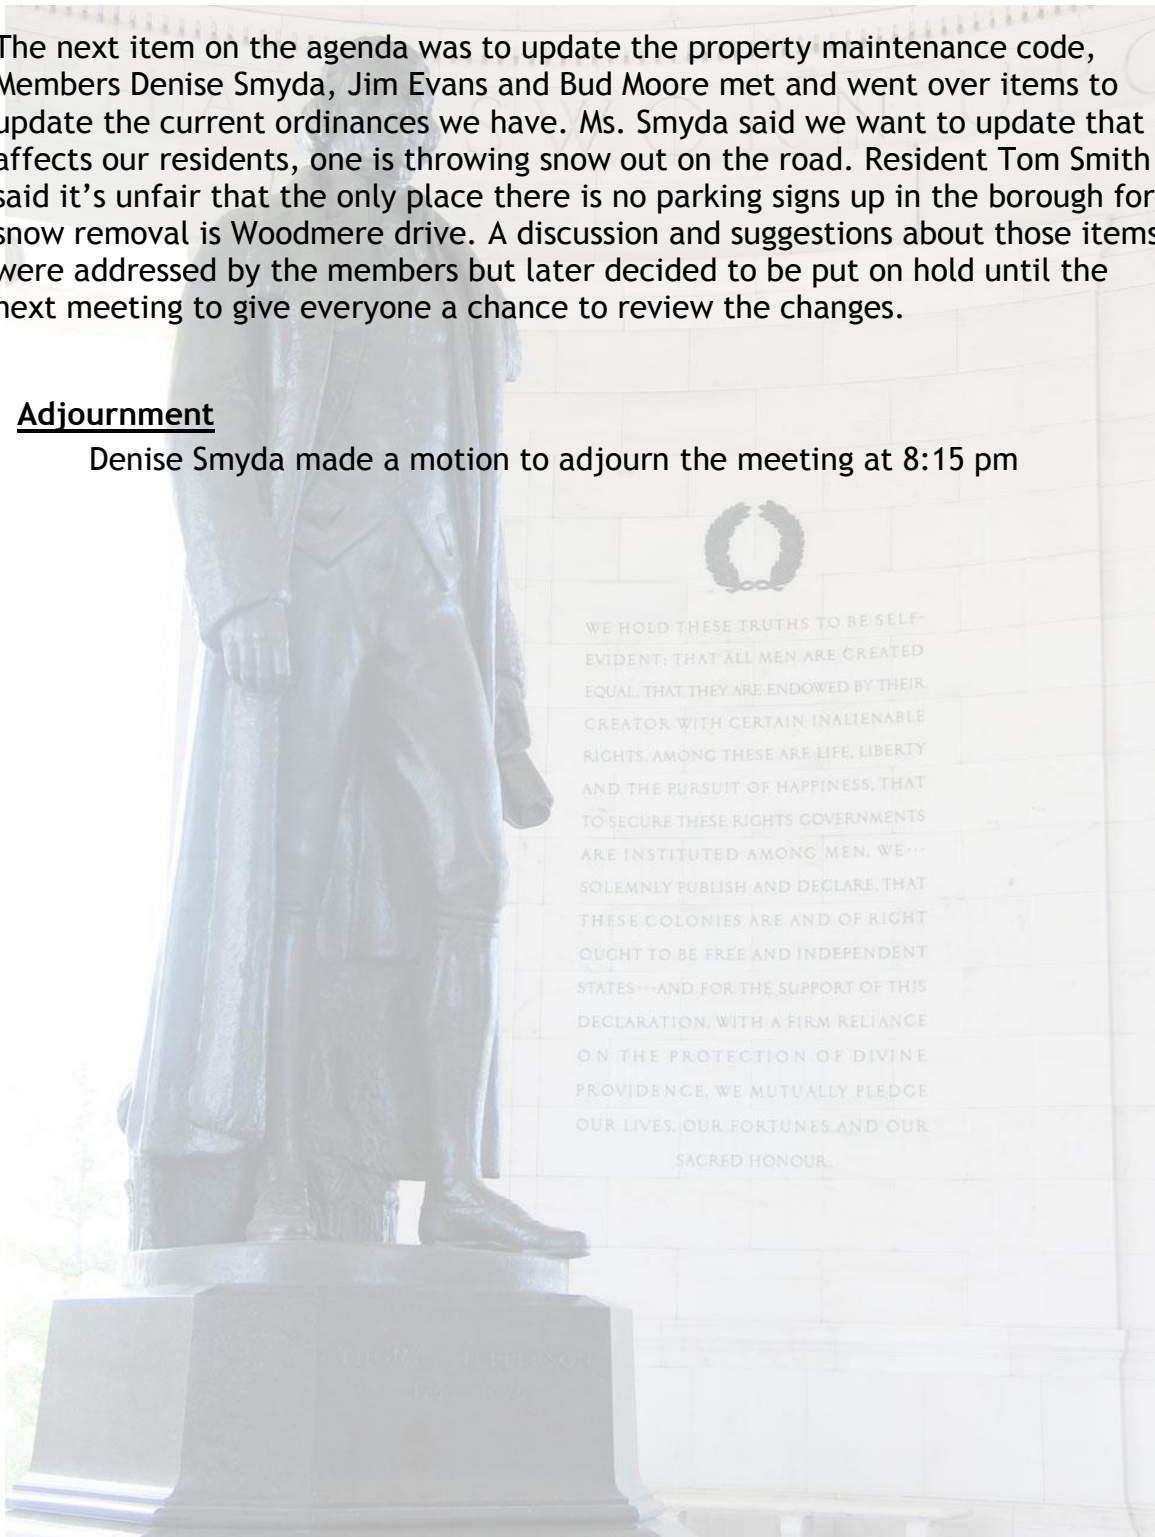 The next item on the agenda was to update the property maintenance code,
Members Denise Smyda, Jim Evans and Bud Moore met and went over items to
update the current ordinances we have. Ms. Smyda said we want to update that
affects our residents, one is throwing snow out on the road. Resident Tom Smith
said it’s unfair that the only place there is no parking signs up in the borough for
snow removal is Woodmere drive. A discussion and suggestions about those items
were addressed by the members but later decided to be put on hold until the
next meeting to give everyone a chance to review the changes.
Adjournment
Denise Smyda made a motion to adjourn the meeting at 8:15 pm
WE HOLD THESE TRUTHS TO BE SELF-
EVIDENT: THAT ALL MEN ARE CREATED
EQUAL, THAT THEY ARE ENDOWED BY THEIR
CREATOR WITH CERTAIN INALIENABLE
RIGHTS, AMONG THESE ARE LIFE, LIBERTY
AND THE PURSUIT OF HAPPINESS, THAT
TO SECURE THESE RIGHTS GOVERNMENTS
ARE INSTITUTED AMONG MEN. WE···
SOLEMNLY PUBLISH AND DECLARE, THAT
THESE COLONIES ARE AND OF RIGHT
OUGHT TO BE FREE AND INDEPENDENT
STATES···AND FOR THE SUPPORT OF THIS
DECLARATION, WITH A FIRM RELIANCE
ON THE PROTECTION OF DIVINE
PROVIDENCE, WE MUTUALLY PLEDGE
OUR LIVES, OUR FORTUNES AND OUR
SACRED HONOUR.